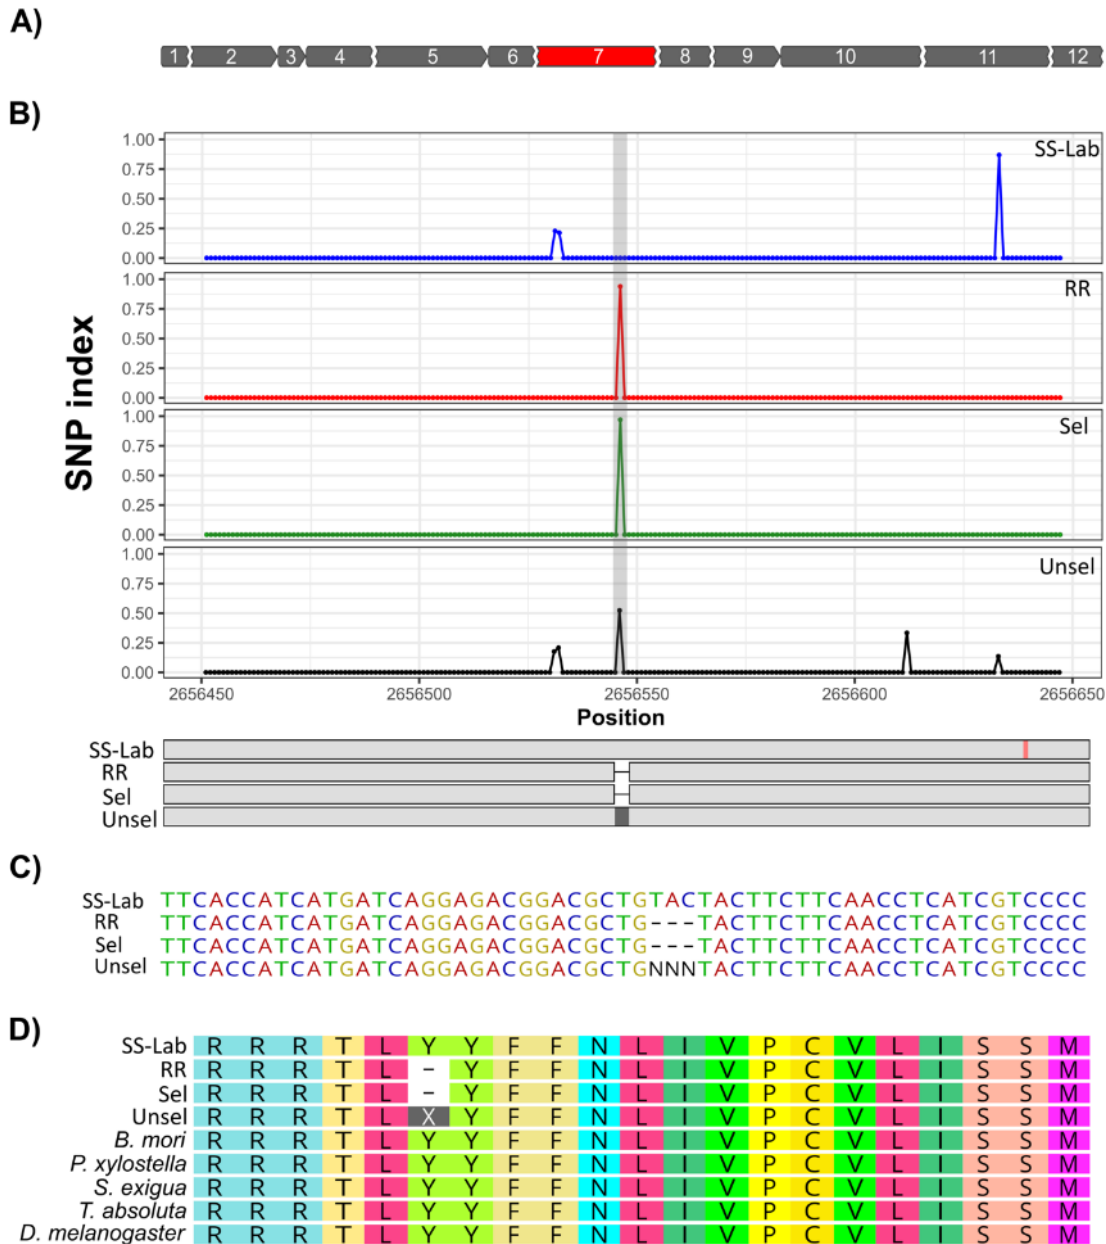 A)
1 2 3 4 5 6 7 8 9 10 11 12
B)
SNP index
1.00
0.75
0.50
0.25
0.00
SS-Lab
1.00
0.75
0.50
0.25
0.00
RR
1.00
0.75
0.50
0.25
0.00
Sel
1.00
0.75
0.50
0.25
0.00
Unsel
2656450 2656500 2656550 2656600 2656650
Position
SS-Lab
RR
Sel
Unsel
C)
SS-Lab TTCACCATCATGATCAGGAGACGGACGCTGTACTACTTCTTCAACCTCATCGTCCCC
RR TTCACCATCATGATCAGGAGACGGACGCTG---TACTTCTTCAACCTCATCGTCCCC
Sel TTCACCATCATGATCAGGAGACGGACGCTG---TACTTCTTCAACCTCATCGTCCCC
Unsel TTCACCATCATGATCAGGAGACGGACGCTGNNNTACTTCTTCAACCTCATCGTCCCC
D)
SS-Lab R R R T L Y Y F F N L I V P C V L I S S M
RR R R R T L - Y F F N L I V P C V L I S S M
Sel R R R T L - Y F F N L I V P C V L I S S M
Unsel R R R T L X Y F F N L I V P C V L I S S M
B. mori R R R T L Y Y F F N L I V P C V L I S S M
P. xylostella R R R T L Y Y F F N L I V P C V L I S S M
S. exigua R R R T L Y Y F F N L I V P C V L I S S M
T. absoluta R R R T L Y Y F F N L I V P C V L I S S M
D. melanogaster R R R T L Y Y F F N L I V P C V L I S S M